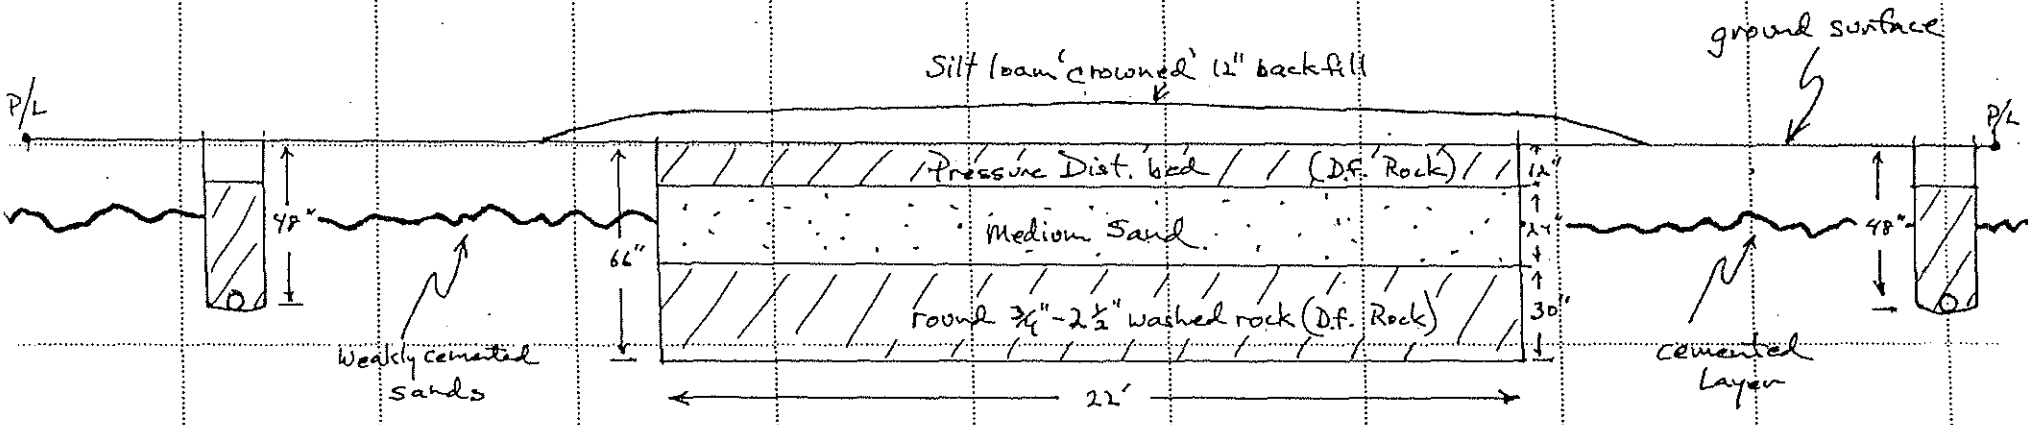 ground surface
Silt loam 'crowned' 12" backfill
P/L
P/L
Pressure Dist. bed (D.f. Rock)
12"
48"
Medium Sand
24"
48"
66"
round 3/4"-2 1/2" washed rock (D.f. Rock)
30"
Weakly cemented
sands
cemented
Layer
22'